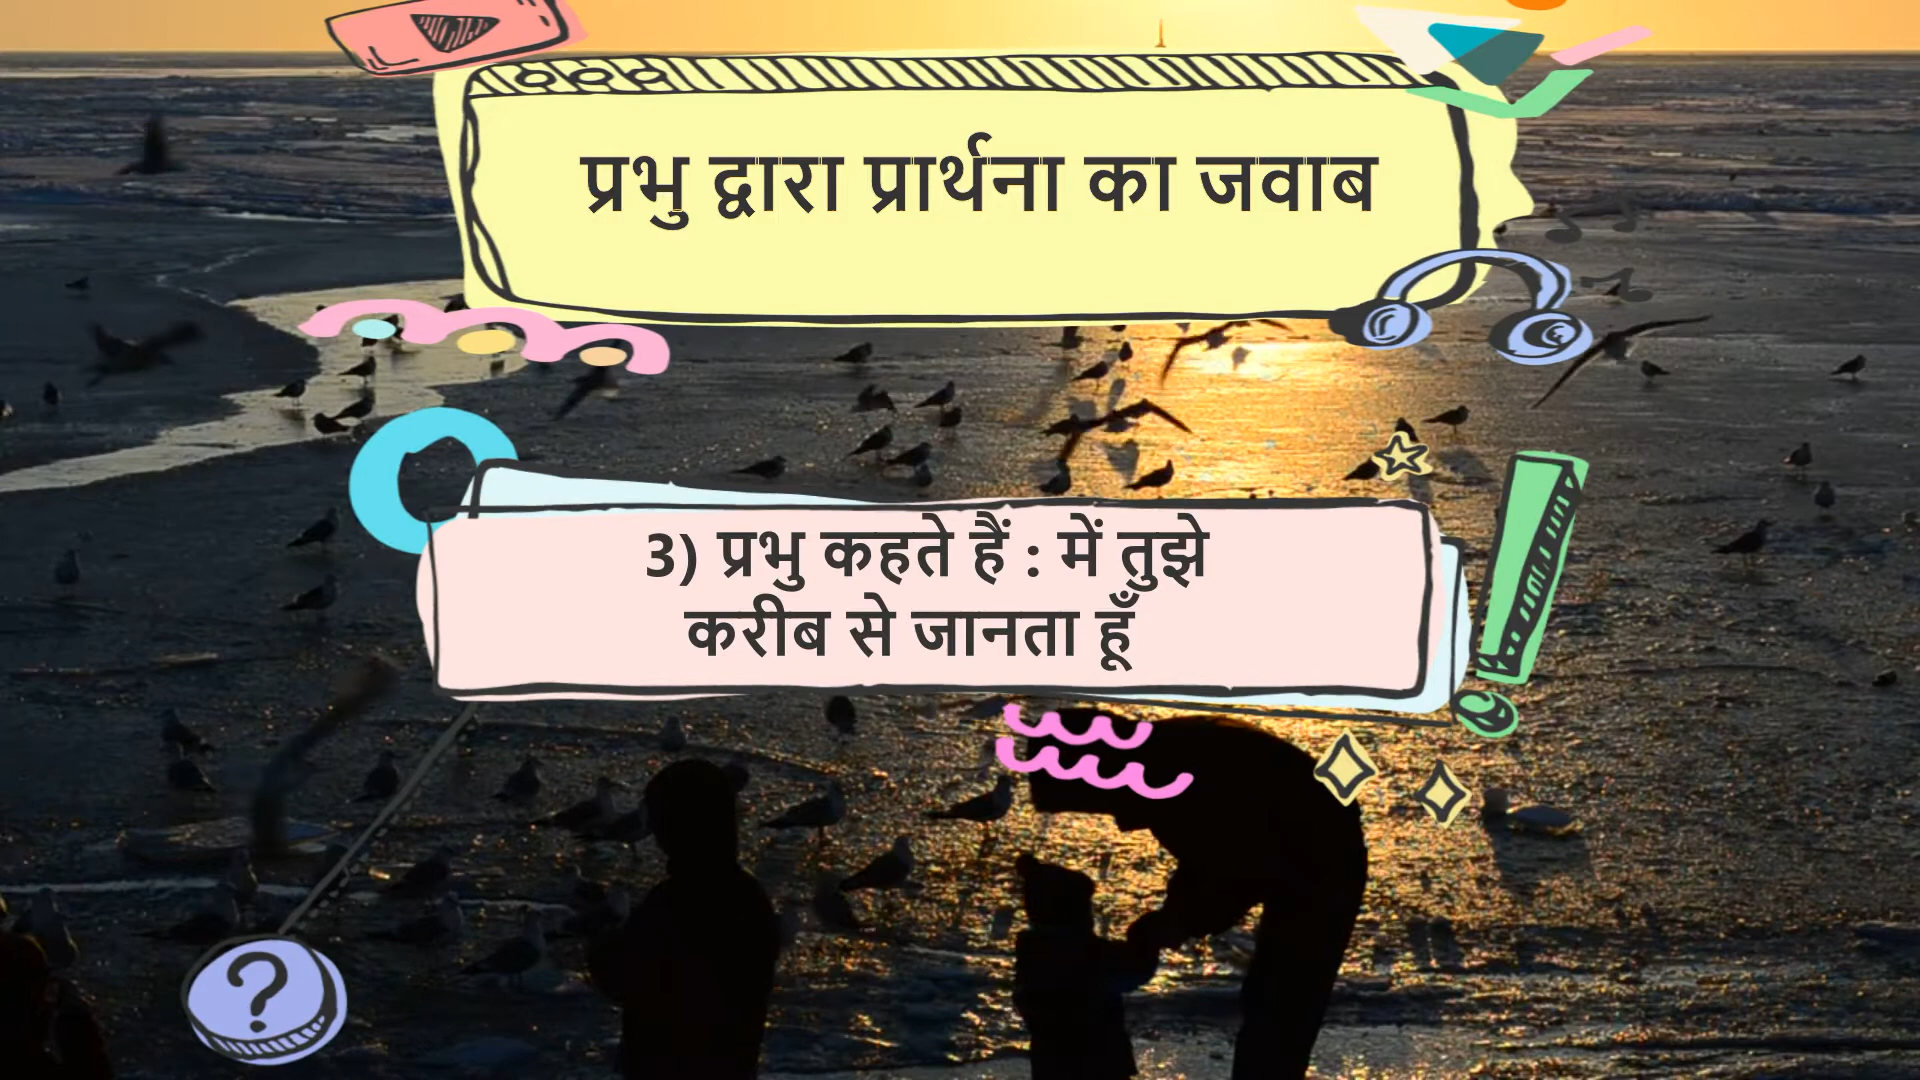 प्रभु द्वारा प्रार्थना का जवाब
3) प्रभु कहते हैं : में तुझे
करीब से जानता हूँ
?